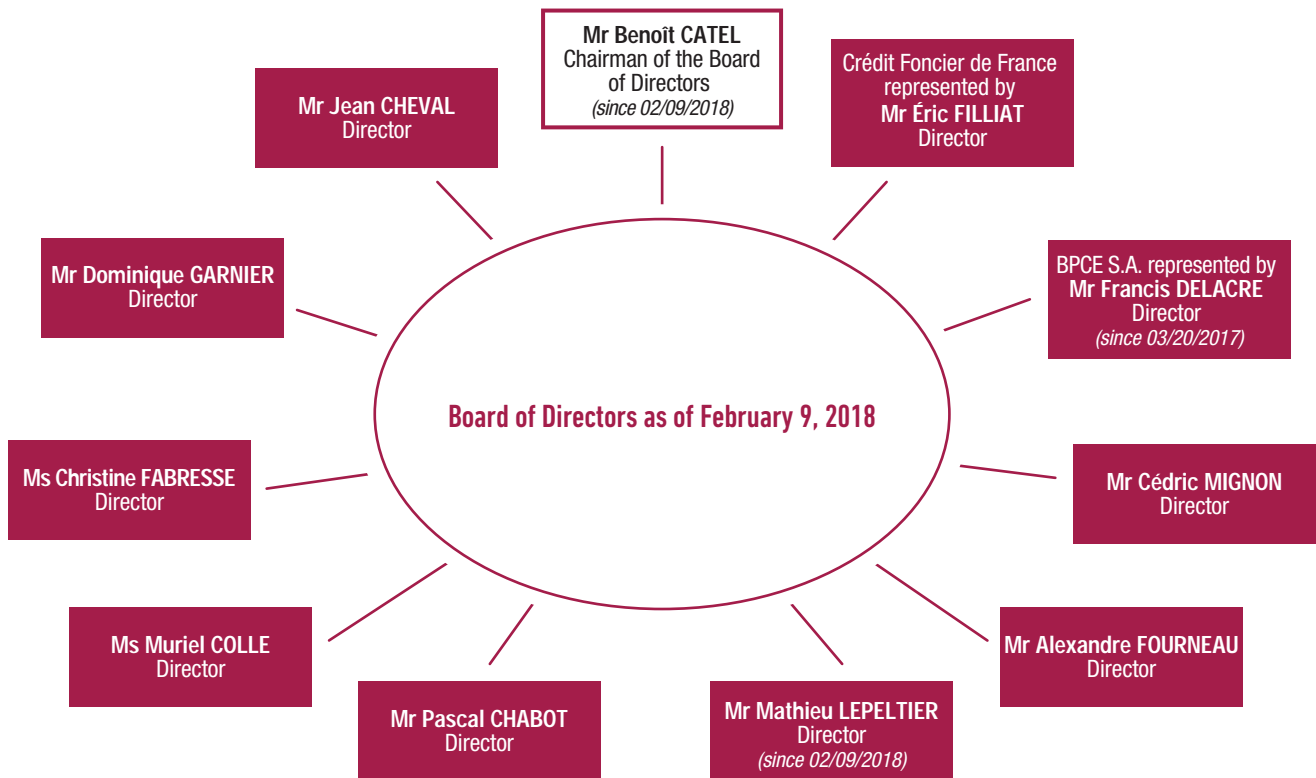 Mr Benoît CATEL
Chairman of the Board
of Directors
(since 02/09/2018)
Crédit Foncier de France
represented by
Mr Éric FILLIAT
Director
Mr Jean CHEVAL
Director
Mr Dominique GARNIER
Director
BPCE S.A. represented by
Mr Francis DELACRE
Director
(since 03/20/2017)
Board of Directors as of February 9, 2018
Ms Christine FABRESSE
Director
Mr Cédric MIGNON
Director
Ms Muriel COLLE
Director
Mr Alexandre FOURNEAU
Director
Mr Pascal CHABOT
Director
Mr Mathieu LEPELTIER
Director
(since 02/09/2018)